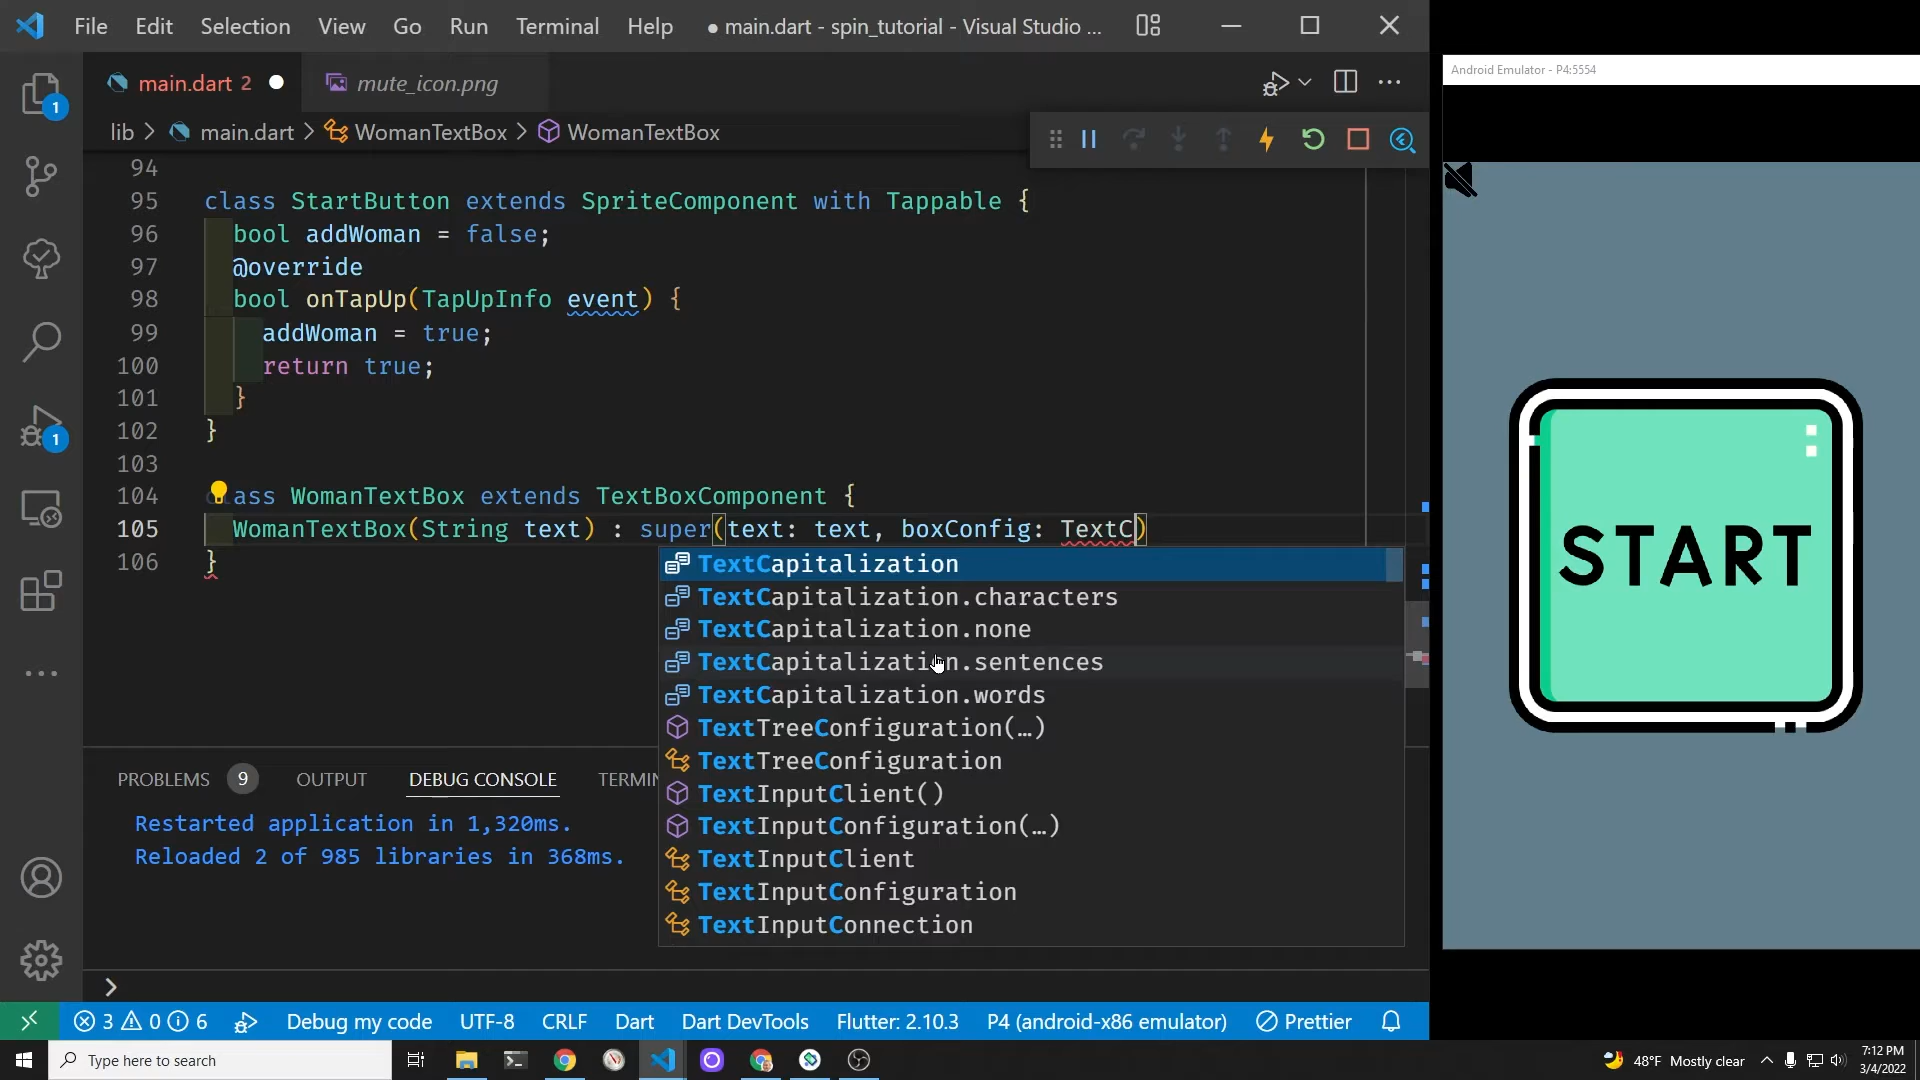 File Edit Selection View Go Run Terminal Help ● main.dart - spin_tutorial - Visual Studio ...
main.dart 2 ● mute_icon.png
lib > main.dart > WomanTextBox > WomanTextBox
94
95 class StartButton extends SpriteComponent with Tappable {
96 bool addWoman = false;
97 @override
98 bool onTapUp(TapUpInfo event) {
99 addWoman = true;
100 return true;
101 }
102 }
103
104 class WomanTextBox extends TextBoxComponent {
105 WomanTextBox(String text) : super(text: text, boxConfig: TextC)
106 }
TextCapitalization
TextCapitalization.characters
TextCapitalization.none
TextCapitalization.sentences
TextCapitalization.words
TextTreeConfiguration(…)
TextTreeConfiguration
TextInputClient()
TextInputConfiguration(…)
TextInputClient
TextInputConfiguration
TextInputConnection
PROBLEMS 9 OUTPUT DEBUG CONSOLE TERMIN
Restarted application in 1,320ms.
Reloaded 2 of 985 libraries in 368ms.
>
3 0 6 Debug my code UTF-8 CRLF Dart Dart DevTools Flutter: 2.10.3 P4 (android-x86 emulator) Prettier
1
1
Android Emulator - P4:5554
START
Type here to search
48°F Mostly clear
7:12 PM
3/4/2022